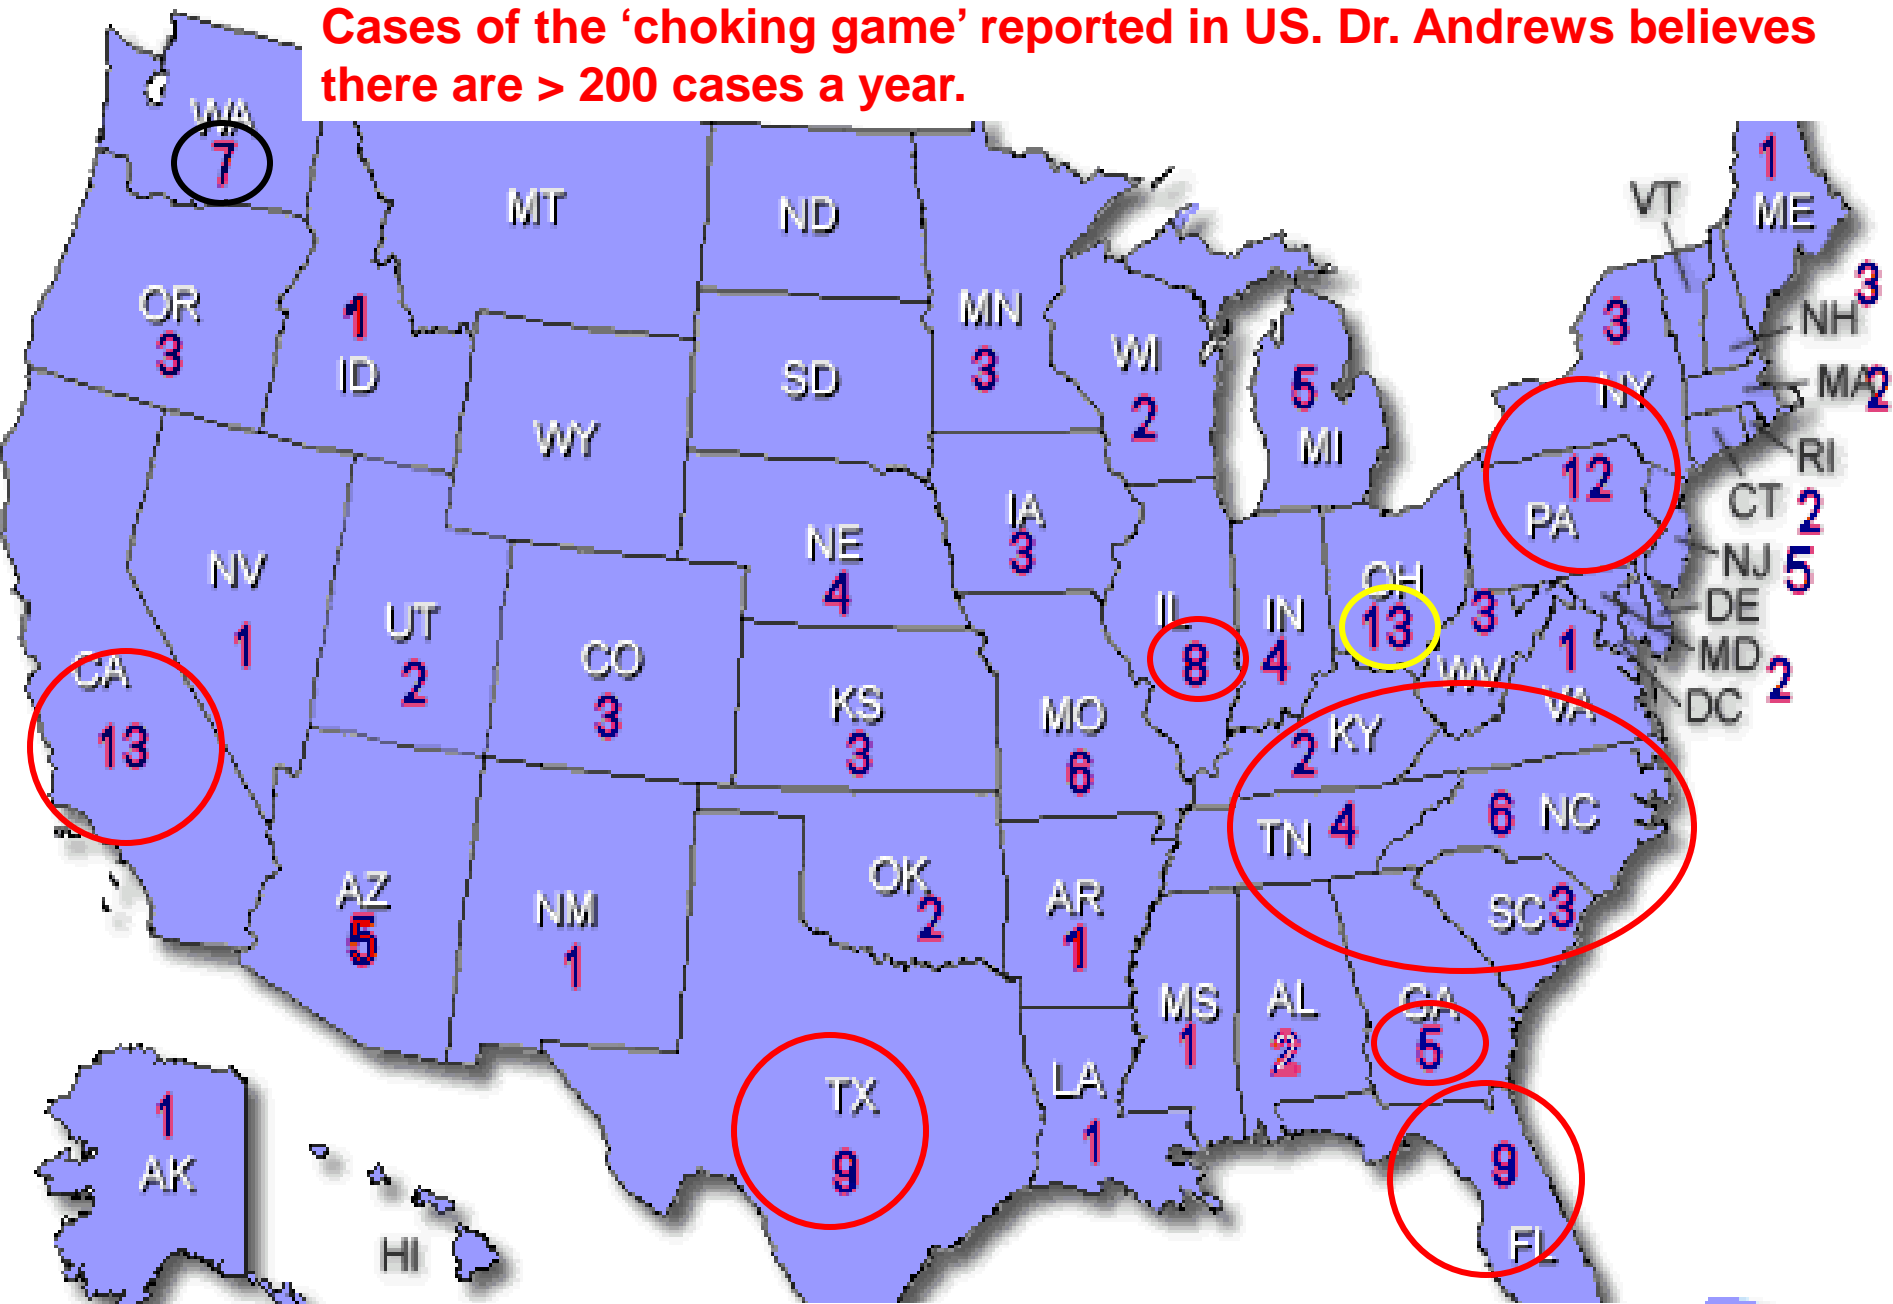 Cases of the ‘choking game’ reported in US. Dr. Andrews believes
there are > 200 cases a year.
WA
7
MT
ND
1
ME
VT
OR
3
1
ID
MN
3
WI
2
5
MI
3
NY
3
NH
MA 2
SD
WY
RI
12
PA
CT 2
NJ 5
DE
MD 2
DC
IA
3
NE
4
NV
1
UT
2
CO
3
IL
8
IN
4
OH
13
3
WV
1
VA
CA
13
KS
3
MO
6
2 KY
TN 4
6 NC
SC 3
AZ
5
NM
1
OK
2
AR
1
MS
1
AL
2
GA
5
TX
9
LA
1
9
FL
1
AK
HI